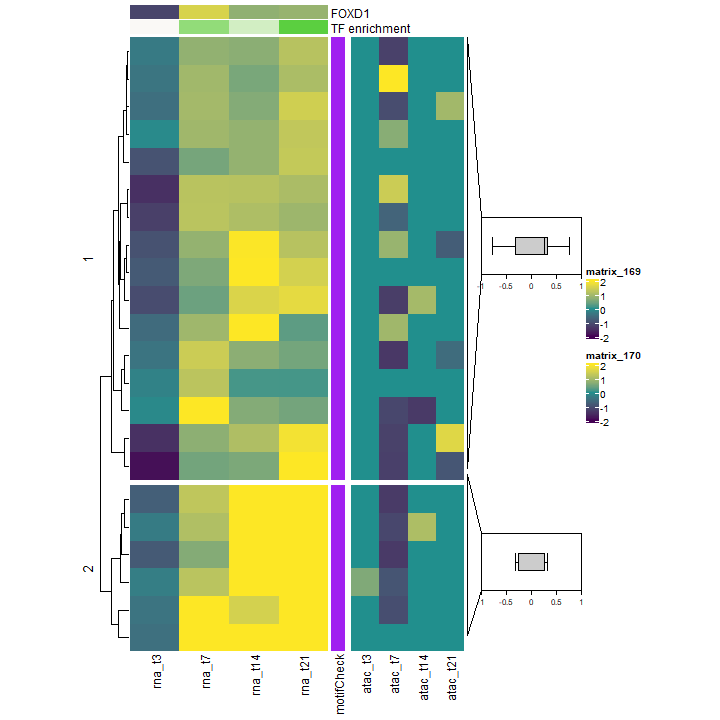 FOXD1
TF enrichment
1
2
-1 -0.5 0 0.5 1
-1 -0.5 0 0.5 1
matrix_169
2
1
0
-1
-2
matrix_170
2
1
0
-1
-2
rna_t3
rna_t7
rna_t14
rna_t21
motifCheck
atac_t3
atac_t7
atac_t14
atac_t21